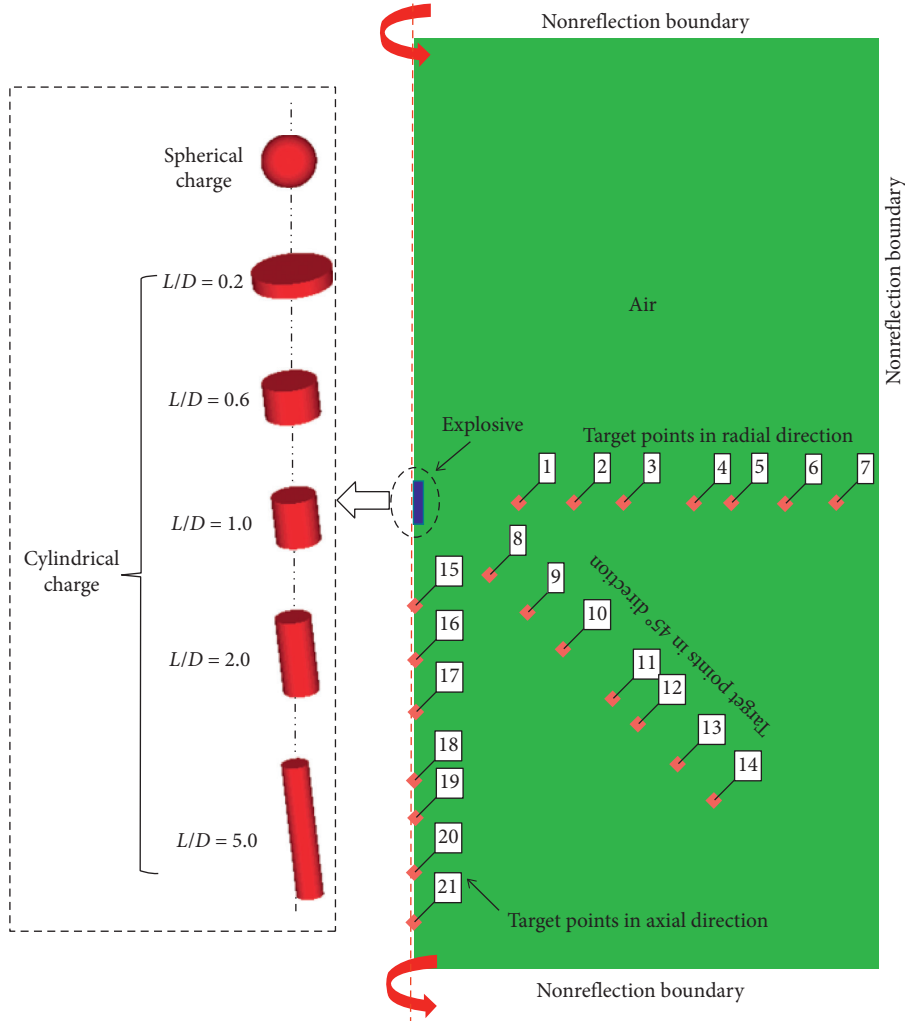 Nonreflection boundary
Spherical
charge
L/D = 0.2
L/D = 0.6
L/D = 1.0
Cylindrical
charge
L/D = 2.0
L/D = 5.0
Air
Nonreflection boundary
Explosive
Target points in radial direction
1
2
3
4
5
6
7
8
9
10
11
12
13
14
Target points in 45° direction
15
16
17
18
19
20
21
Target points in axial direction
Nonreflection boundary